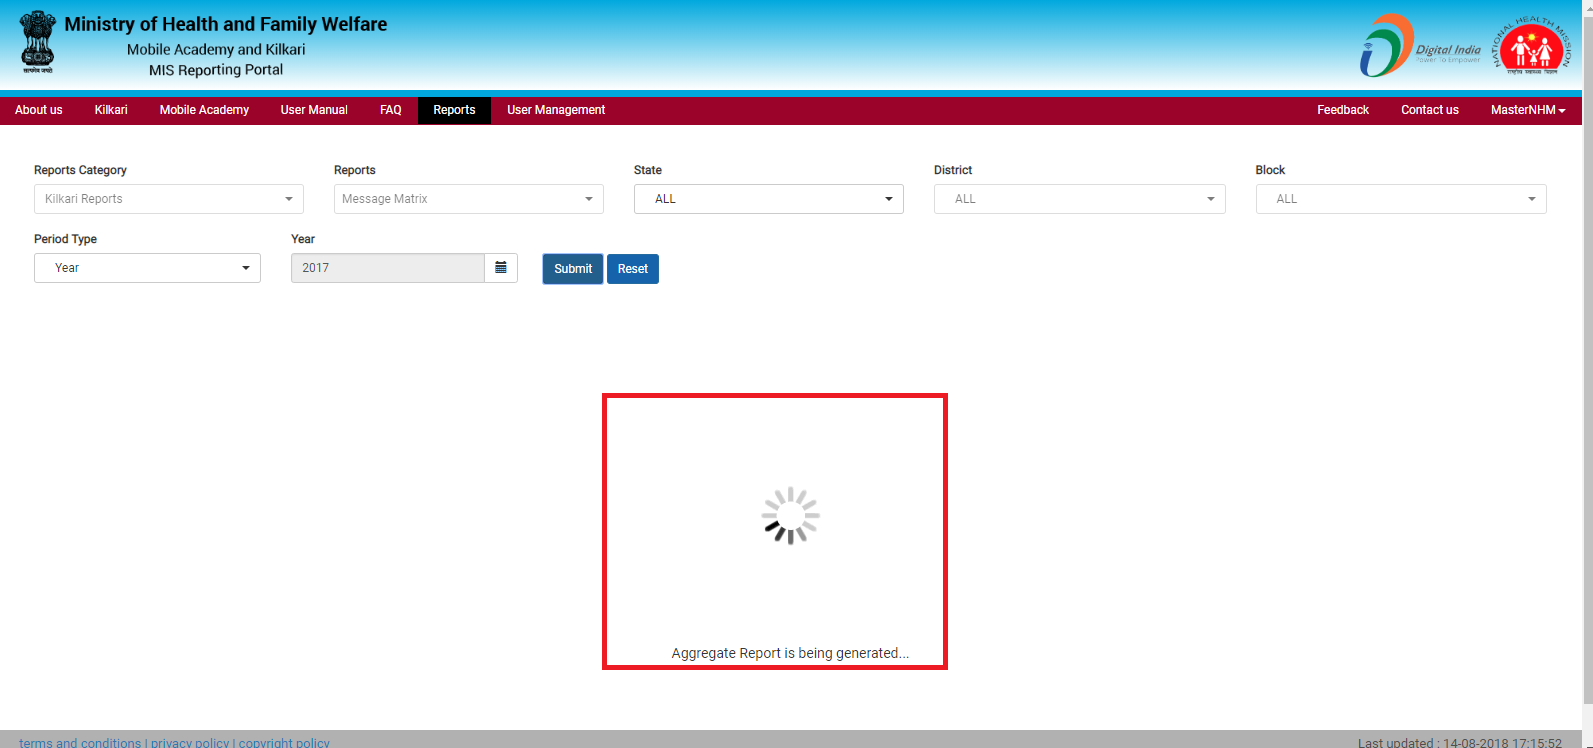 Ministry of Health and Family Welfare
Mobile Academy and Kilkari
MIS Reporting Portal
सत्यमेव जयते
Digital India
Power To Empower
NATIONAL HEALTH MISSION
राष्ट्रीय स्वास्थ्य मिशन
About us Kilkari Mobile Academy User Manual FAQ Reports User Management Feedback Contact us MasterNHM
Reports Category Reports State District Block
Kilkari Reports Message Matrix ALL ALL ALL
Period Type Year
Year 2017 Submit Reset
Aggregate Report is being generated...
terms and conditions | privacy policy | copyright policy Last updated : 14-08-2018 17:15:52